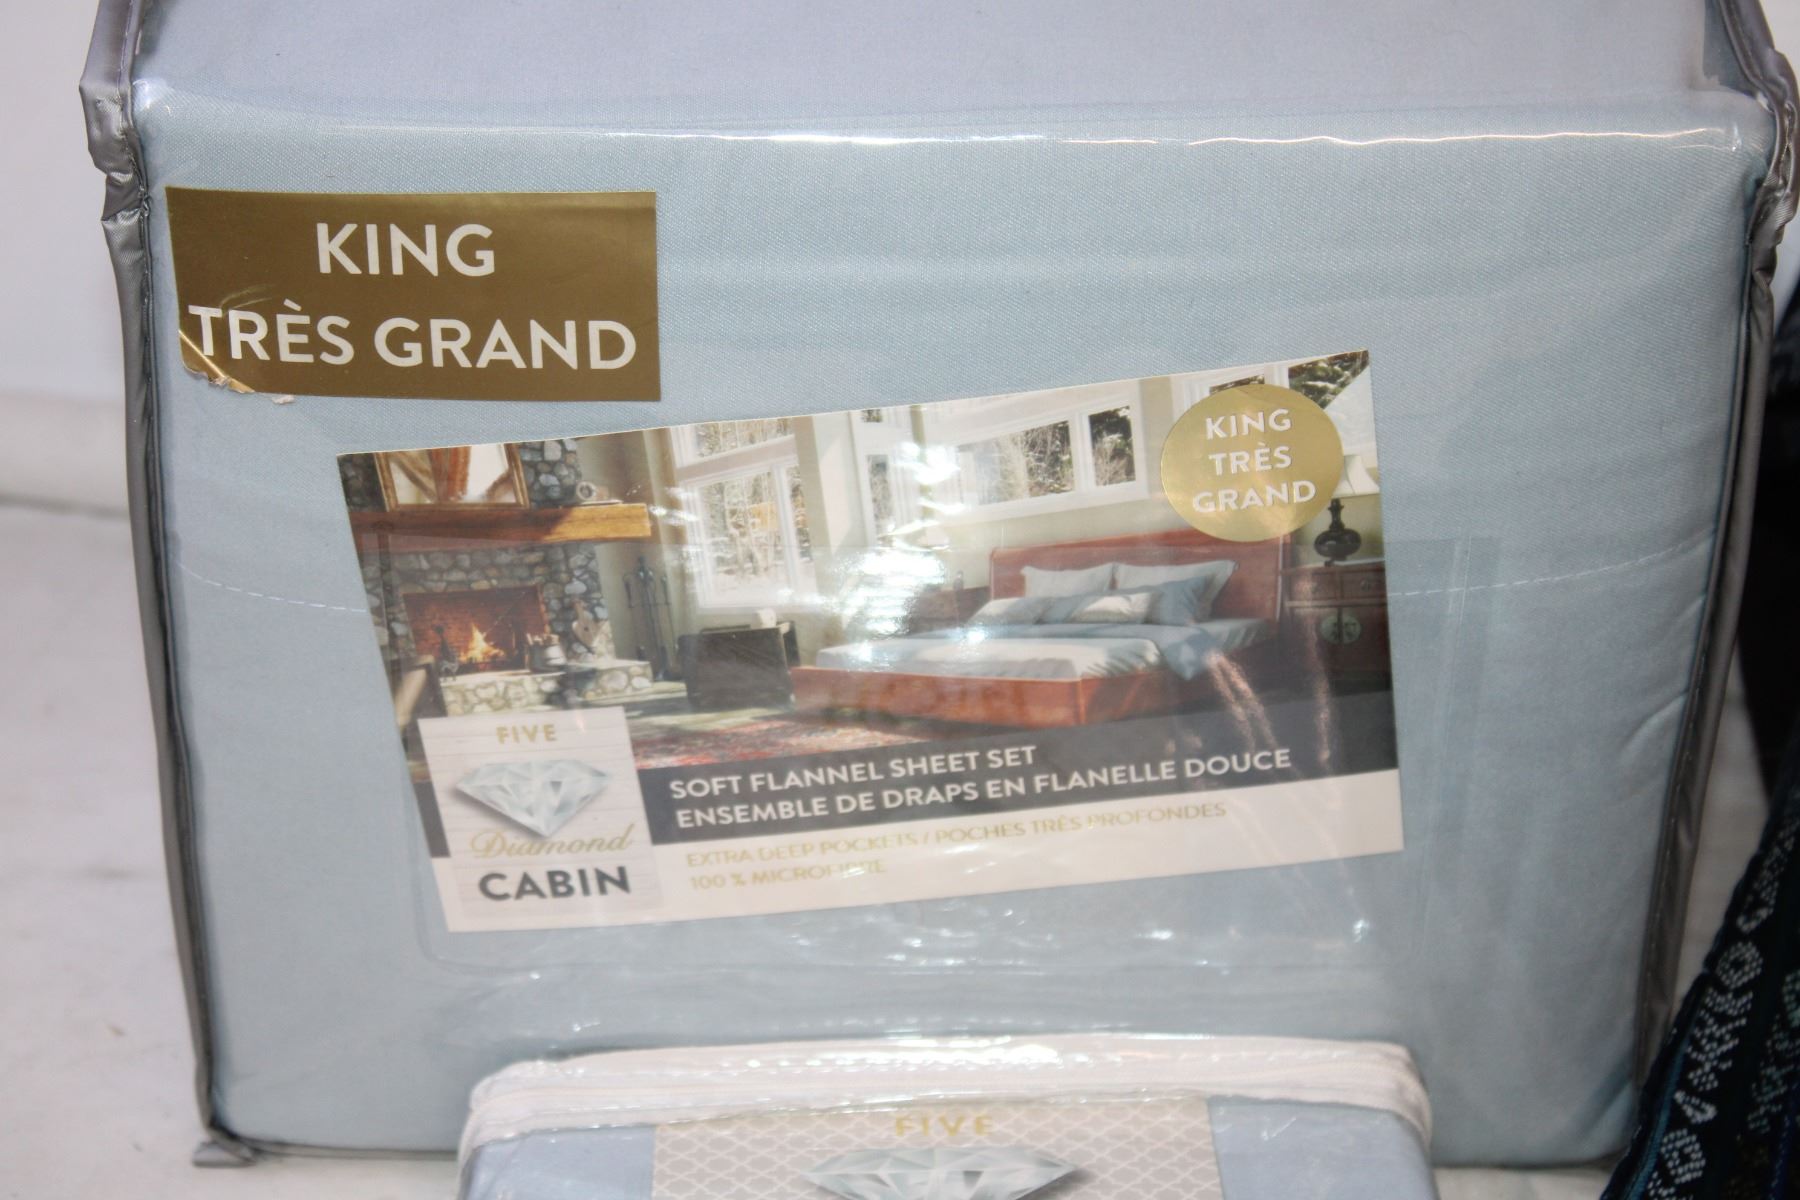 KING
TRÈS GRAND
KING
TRÈS
GRAND
FIVE
Diamond
CABIN
SOFT FLANNEL SHEET SET
ENSEMBLE DE DRAPS EN FLANELLE DOUCE
EXTRA DEEP POCKETS / POCHES TRÈS PROFONDES
100 % MICROFIBRE
FIVE